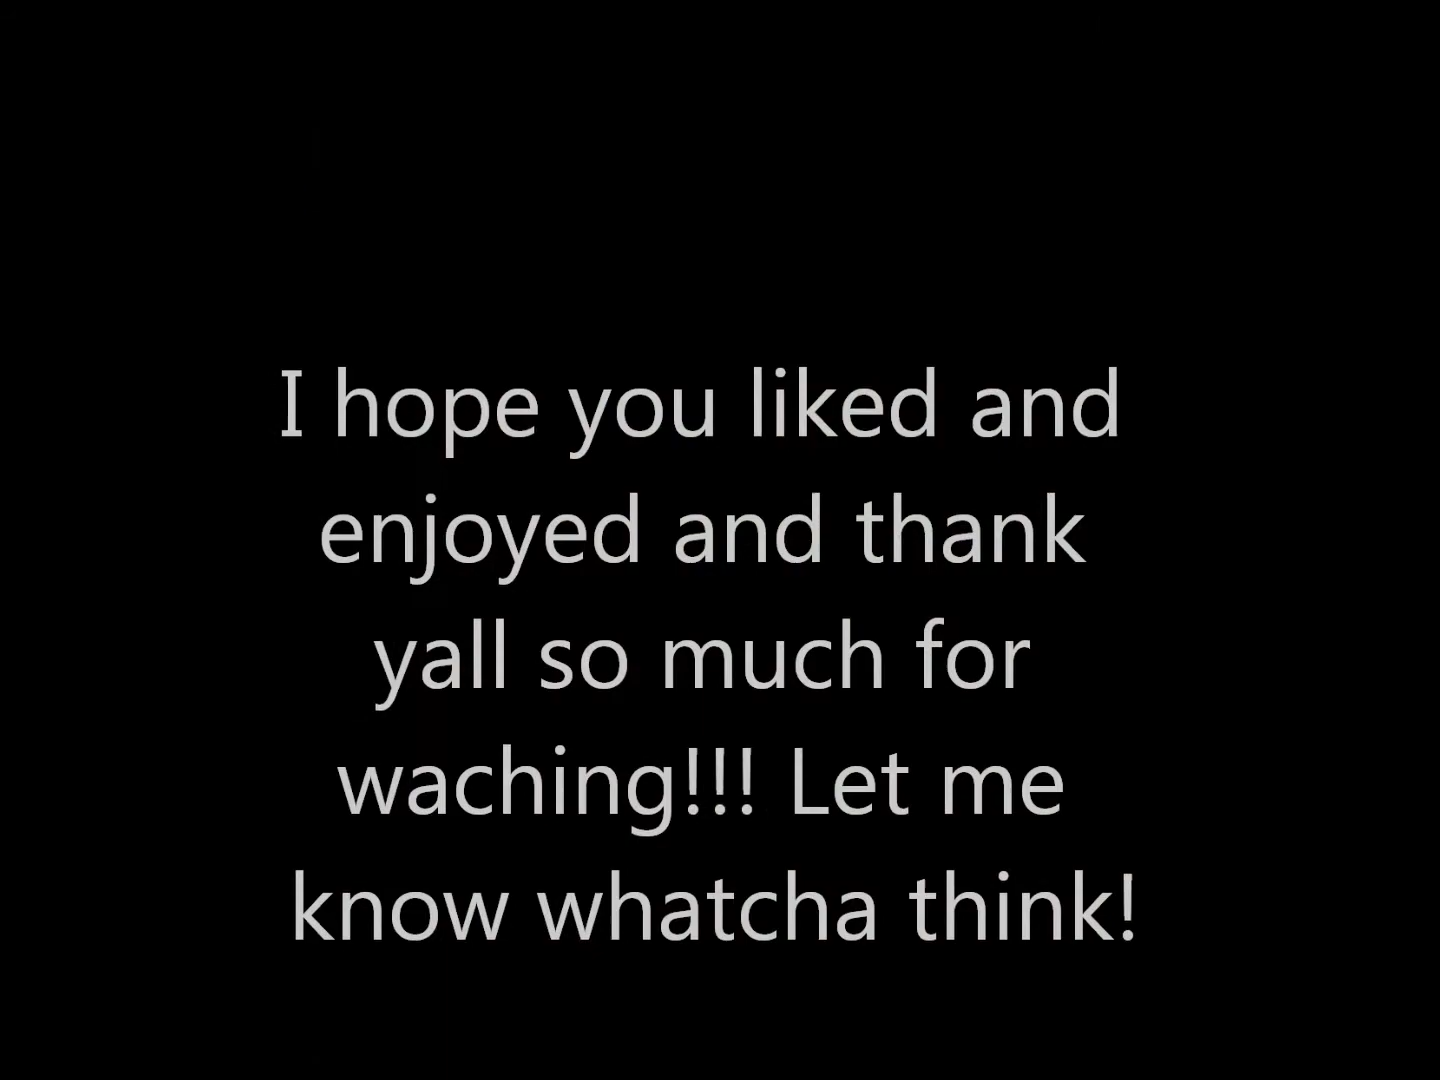 I hope you liked and
enjoyed and thank
yall so much for
waching!!! Let me
know whatcha think!